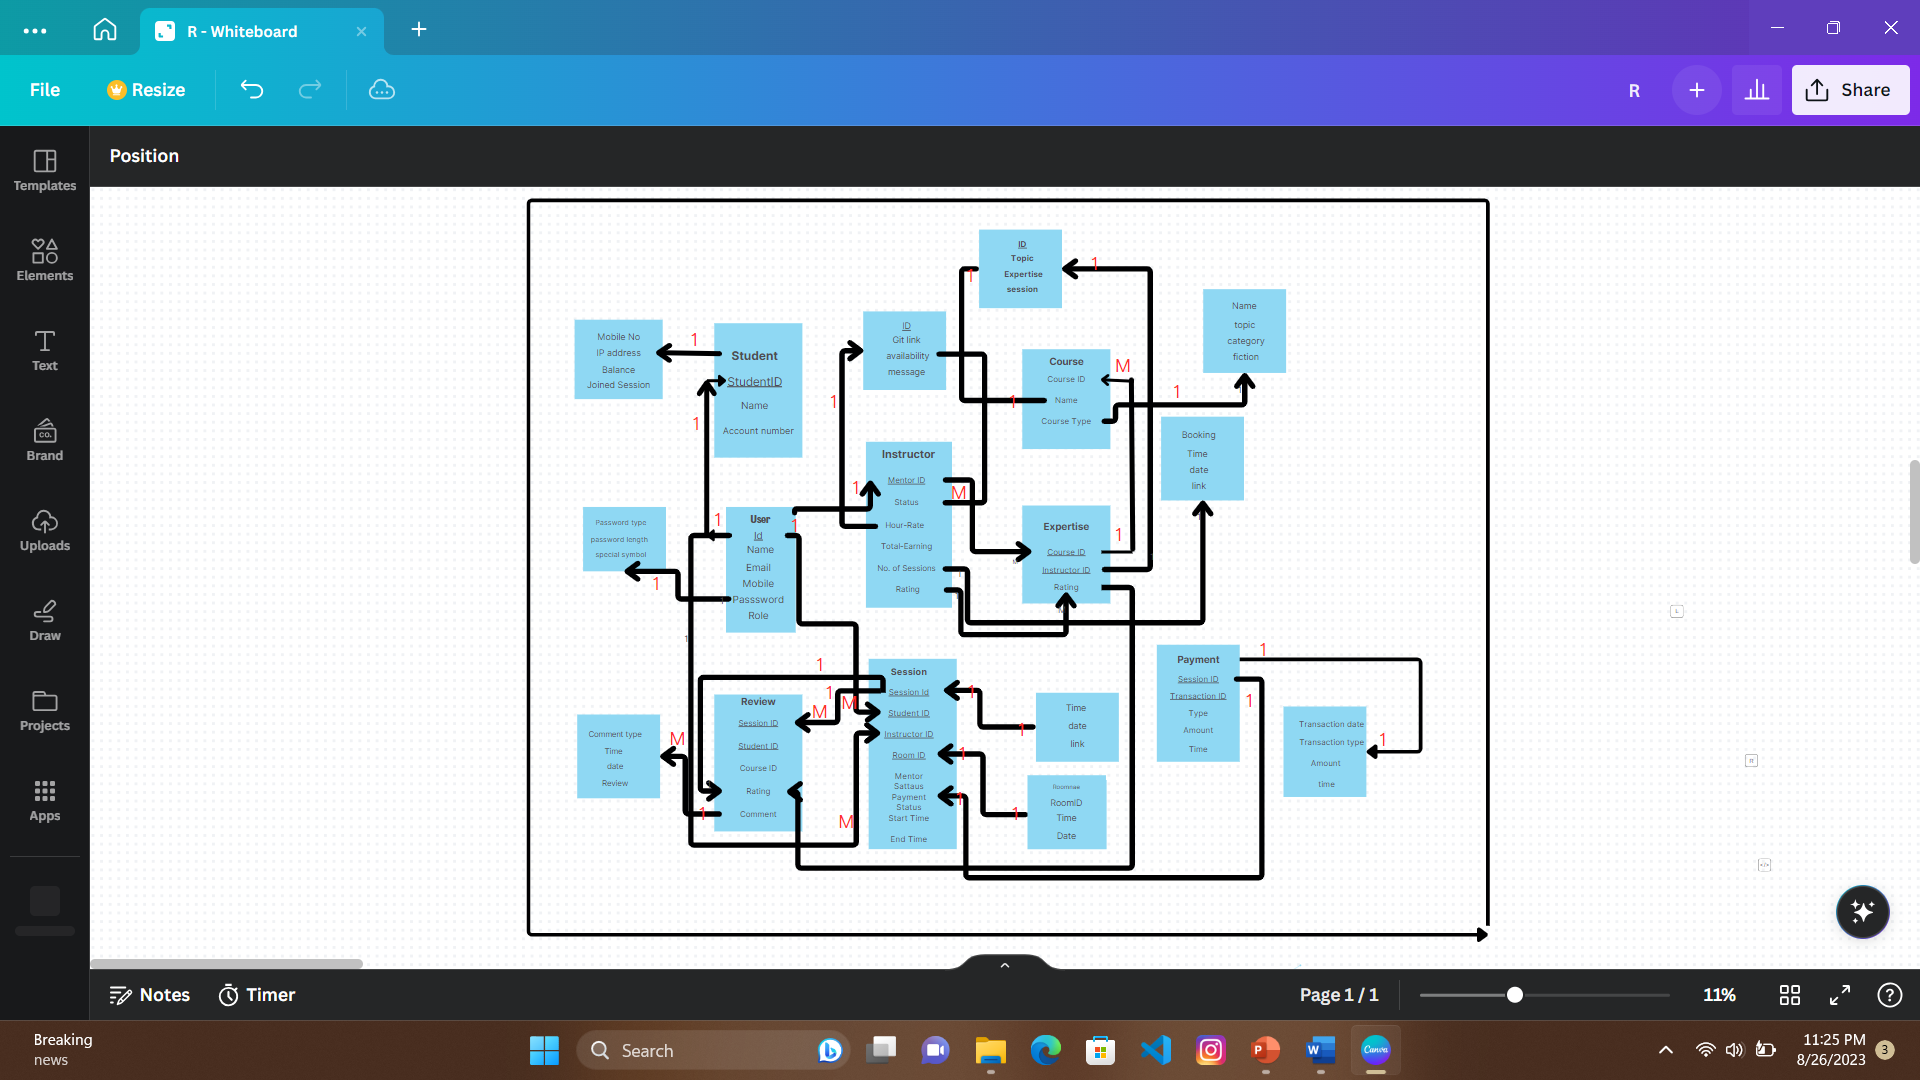 R - Whiteboard
File
Resize
R
Share
Position
Templates
Elements
Text
Brand
Uploads
Draw
Projects
Apps
ID
Topic
Expertise
session
1
1
Name
topic
category
fiction
Mobile No
IP address
Balance
Joined Session
1
Student
StudentID
Name
Account number
1
ID
Git link
availability
message
1
Course
Course ID
Name
Course Type
M
1
1
Booking
Time
date
link
Instructor
Mentor ID
Status
Hour-Rate
Total-Earning
No. of Sessions
Rating
1
M
Expertise
Course ID
Instructor ID
Rating
1
Password type
password length
special symbol
1
User
Id
Name
Email
Mobile
Passsword
Role
1
1
1
1
Session
Session Id
Student ID
Instructor ID
Room ID
Mentor
Sattaus
Payment
Status
Start Time
End Time
1
1
M
M
M
1
1
1
Review
Session ID
Student ID
Course ID
Rating
Comment
1
Comment type
Time
date
Review
M
Time
date
link
1
Roomnae
RoomID
Time
Date
1
Payment
Session ID
Transaction ID
Type
Amount
Time
1
1
Transaction date
Transaction type
Amount
time
1
Notes
Timer
Page 1 / 1
11%
Breaking
news
Search
Canva
11:25 PM
8/26/2023
3